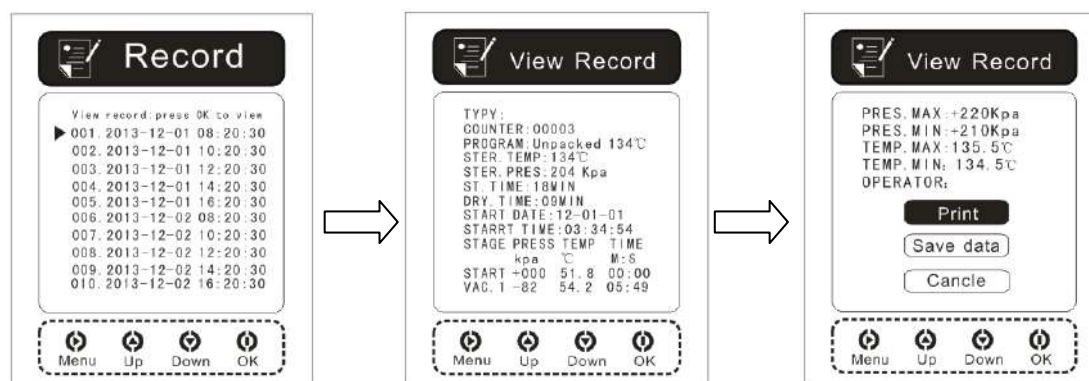 Record
View record:press OK to view
001.2013-12-01 08:20:30
002.2013-12-01 10:20:30
003.2013-12-01 12:20:30
004.2013-12-01 14:20:30
005.2013-12-01 16:20:30
006.2013-12-02 08:20:30
007.2013-12-02 10:20:30
008.2013-12-02 12:20:30
009.2013-12-02 14:20:30
010.2013-12-02 16:20:30
Menu Up Down OK
View Record
TYPY:
COUNTER:00003
PROGRAM:Unpacked 134℃
STER.TEMP:134℃
STER.PRES:204 Kpa
ST.TIME:18MIN
DRY.TIME:09MIN
START DATE:12-01-01
STARRT TIME:03:34:54
STAGE PRESS TEMP TIME
kpa ℃ M:S
START +000 51.8 00:00
VAC.1 -82 54.2 05:49
Menu Up Down OK
View Record
PRES.MAX:+220Kpa
PRES.MIN:+210Kpa
TEMP.MAX:135.5℃
TEMP.MIN: 134.5℃
OPERATOR:
Print
Save data
Cancle
Menu Up Down OK